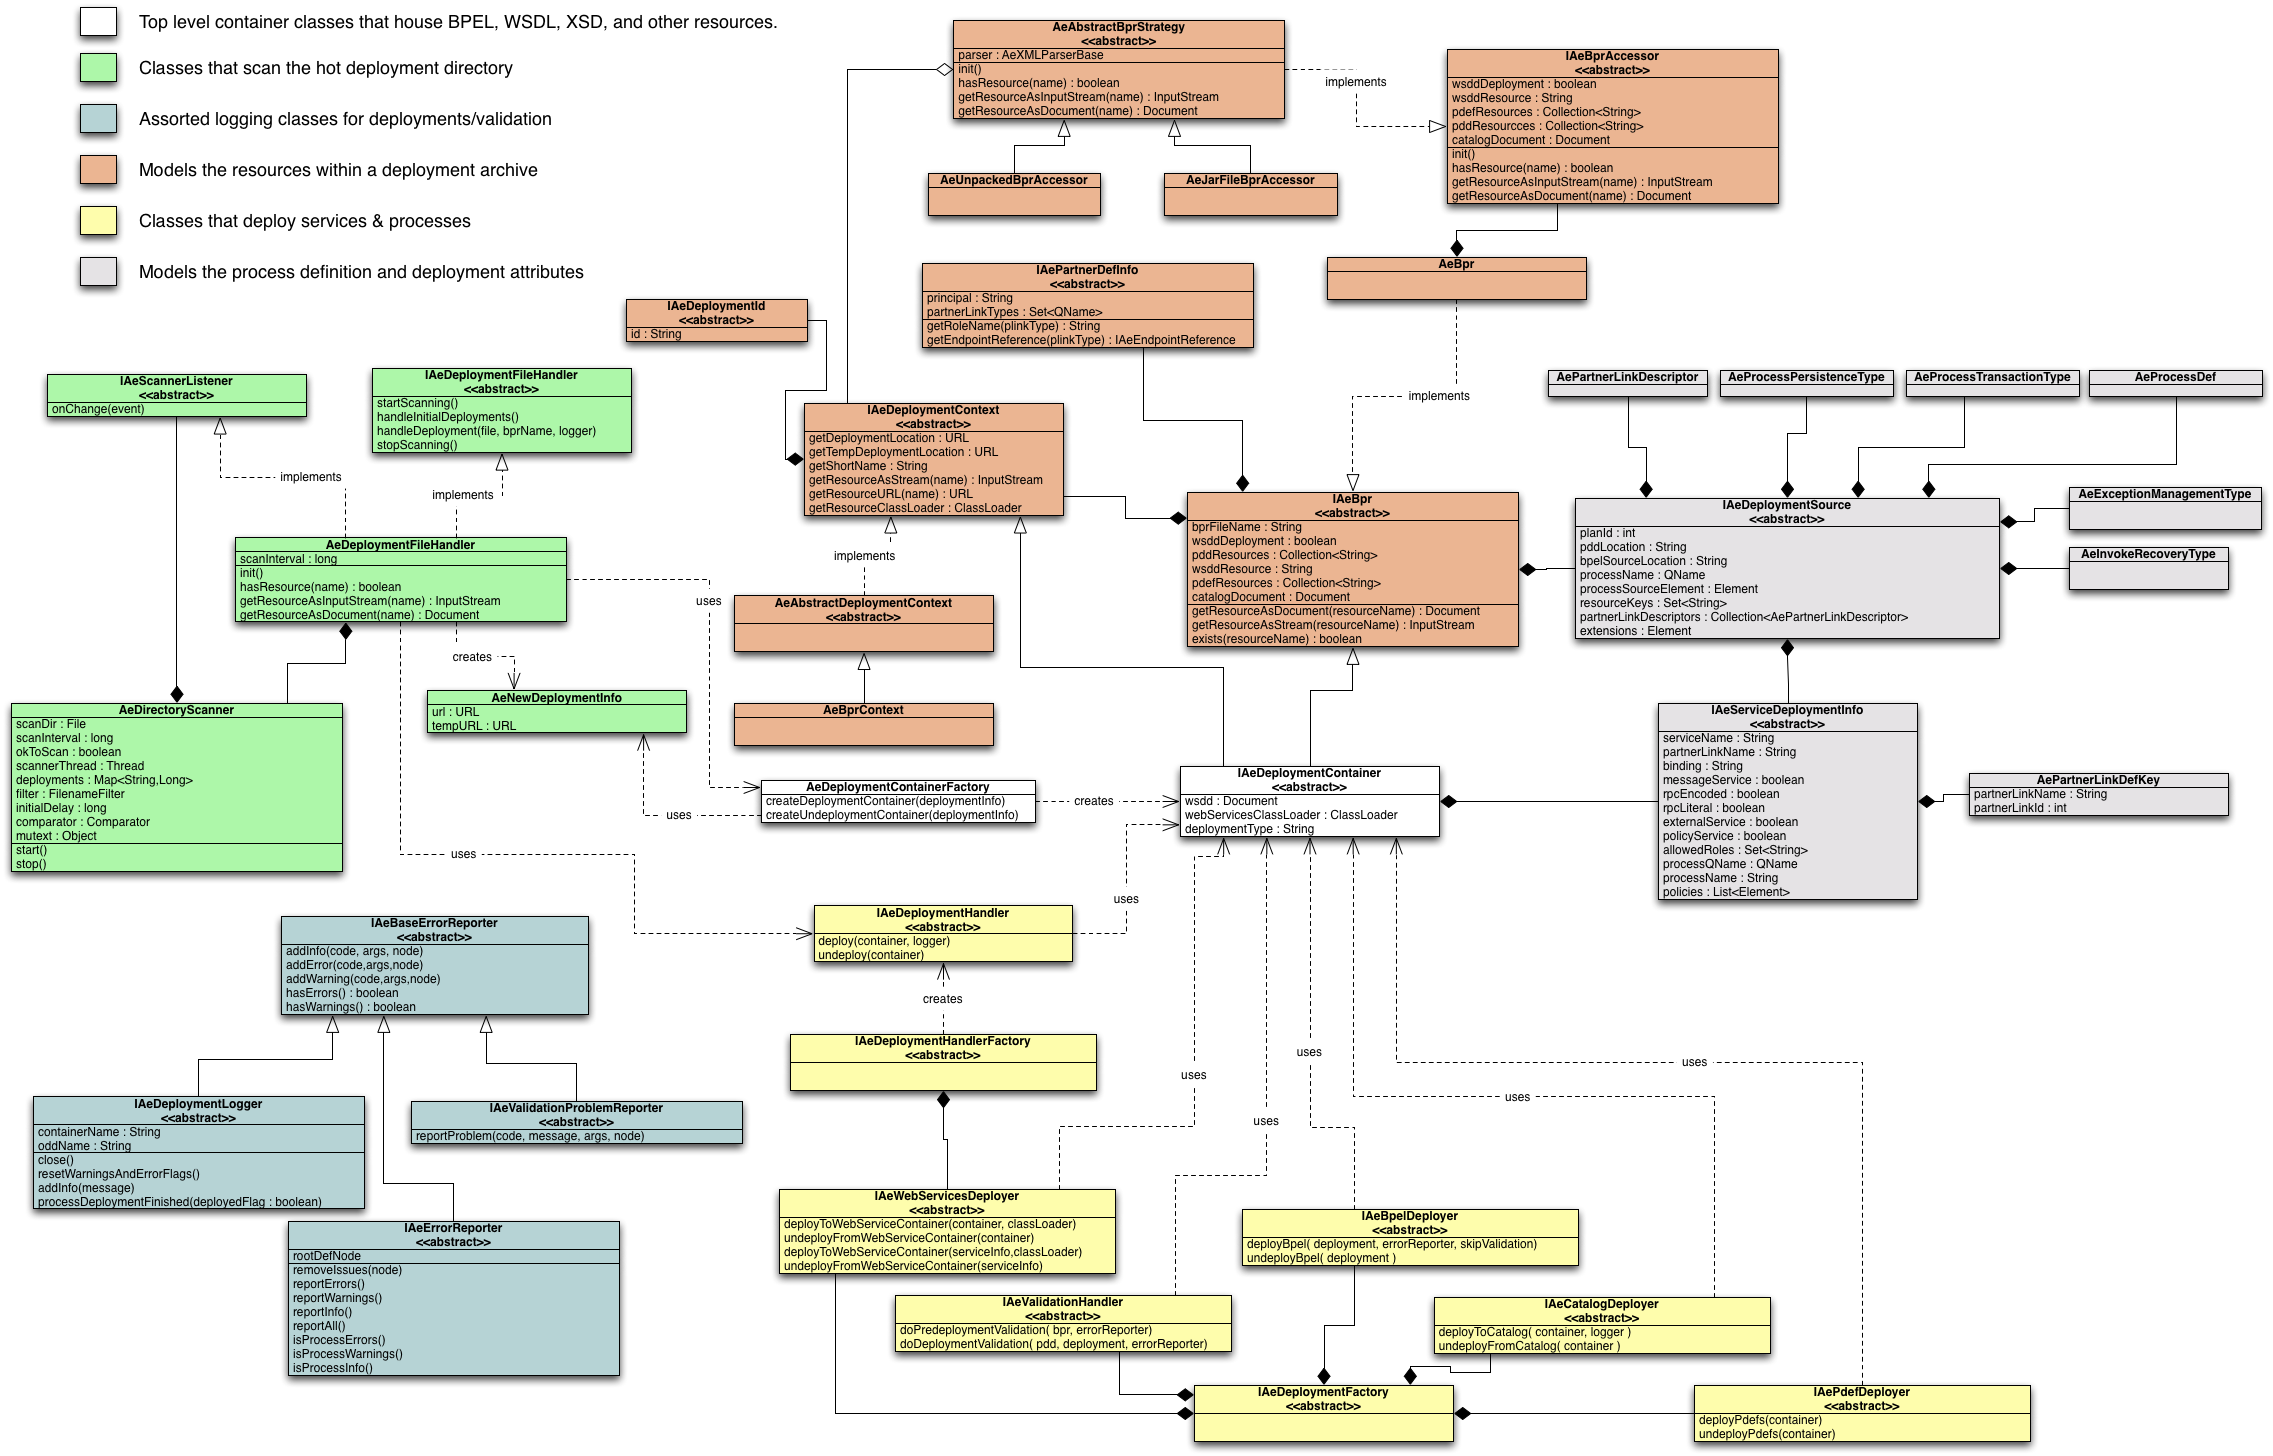 Top level container classes that house BPEL, WSDL, XSD, and other resources.
Classes that scan the hot deployment directory
Assorted logging classes for deployments/validation
Models the resources within a deployment archive
Classes that deploy services & processes
Models the process definition and deployment attributes
AeAbstractBprStrategy
<<abstract>>
parser : AeXMLParserBase
init()
hasResource(name) : boolean
getResourceAsInputStream(name) : InputStream
getResourceAsDocument(name) : Document
implements
IAeBprAccessor
<<abstract>>
wsddDeployment : boolean
wsddResource : String
pdefResources : Collection<String>
pddResourcces : Collection<String>
catalogDocument : Document
init()
hasResource(name) : boolean
getResourceAsInputStream(name) : InputStream
getResourceAsDocument(name) : Document
AeUnpackedBprAccessor
AeJarFileBprAccessor
AeBpr
IAePartnerDefInfo
<<abstract>>
principal : String
partnerLinkTypes : Set<QName>
getRoleName(plinkType) : String
getEndpointReference(plinkType) : IAeEndpointReference
IAeDeploymentId
<<abstract>>
id : String
implements
IAeScannerListener
<<abstract>>
onChange(event)
IAeDeploymentFileHandler
<<abstract>>
startScanning()
handleInitialDeployments()
handleDeployment(file, bprName, logger)
stopScanning()
IAeDeploymentContext
<<abstract>>
getDeploymentLocation : URL
getTempDeploymentLocation : URL
getShortName : String
getResourceAsStream(name) : InputStream
getResourceURL(name) : URL
getResourceClassLoader : ClassLoader
AePartnerLinkDescriptor
AeProcessPersistenceType
AeProcessTransactionType
AeProcessDef
implements
implements
implements
IAeBpr
<<abstract>>
bprFileName : String
wsddDeployment : boolean
pddResources : Collection<String>
wsddResource : String
pdefResources : Collection<String>
catalogDocument : Document
getResourceAsDocument(resourceName) : Document
getResourceAsStream(resourceName) : InputStream
exists(resourceName) : boolean
IAeDeploymentSource
<<abstract>>
planId : int
pddLocation : String
bpelSourceLocation : String
processName : QName
processSourceElement : Element
resourceKeys : Set<String>
partnerLinkDescriptors : Collection<AePartnerLinkDescriptor>
extensions : Element
AeExceptionManagementType
AeInvokeRecoveryType
AeDeploymentFileHandler
scanInterval : long
init()
hasResource(name) : boolean
getResourceAsInputStream(name) : InputStream
getResourceAsDocument(name) : Document
uses
creates
AeAbstractDeploymentContext
<<abstract>>
AeBprContext
AeNewDeploymentInfo
url : URL
tempURL : URL
AeDirectoryScanner
scanDir : File
scanInterval : long
okToScan : boolean
scannerThread : Thread
deployments : Map<String,Long>
filter : FilenameFilter
initialDelay : long
comparator : Comparator
mutext : Object
start()
stop()
AeDeploymentContainerFactory
createDeploymentContainer(deploymentInfo)
createUndeploymentContainer(deploymentInfo)
uses
creates
IAeDeploymentContainer
<<abstract>>
wsdd : Document
webServicesClassLoader : ClassLoader
deploymentType : String
IAeServiceDeploymentInfo
<<abstract>>
serviceName : String
partnerLinkName : String
binding : String
messageService : boolean
rpcEncoded : boolean
rpcLiteral : boolean
externalService : boolean
policyService : boolean
allowedRoles : Set<String>
processQName : QName
processName : String
policies : List<Element>
AePartnerLinkDefKey
partnerLinkName : String
partnerLinkId : int
uses
uses
IAeDeploymentHandler
<<abstract>>
deploy(container, logger)
undeploy(container)
creates
IAeDeploymentHandlerFactory
<<abstract>>
IAeBaseErrorReporter
<<abstract>>
addInfo(code, args, node)
addError(code,args,node)
addWarning(code,args,node)
hasErrors() : boolean
hasWarnings() : boolean
IAeDeploymentLogger
<<abstract>>
containerName : String
oddName : String
close()
resetWarningsAndErrorFlags()
addInfo(message)
processDeploymentFinished(deployedFlag : boolean)
IAeValidationProblemReporter
<<abstract>>
reportProblem(code, message, args, node)
IAeErrorReporter
<<abstract>>
rootDefNode
removeIssues(node)
reportErrors()
reportWarnings()
reportInfo()
reportAll()
isProcessErrors()
isProcessWarnings()
isProcessInfo()
uses
uses
uses
uses
uses
IAeWebServicesDeployer
<<abstract>>
deployToWebServiceContainer(container, classLoader)
undeployFromWebServiceContainer(container)
deployToWebServiceContainer(serviceInfo,classLoader)
undeployFromWebServiceContainer(serviceInfo)
IAeBpelDeployer
<<abstract>>
deployBpel( deployment, errorReporter, skipValidation)
undeployBpel( deployment )
IAeValidationHandler
<<abstract>>
doPredeploymentValidation( bpr, errorReporter)
doDeploymentValidation( pdd, deployment, errorReporter)
IAeCatalogDeployer
<<abstract>>
deployToCatalog( container, logger )
undeployFromCatalog( container )
IAeDeploymentFactory
<<abstract>>
IAePdefDeployer
<<abstract>>
deployPdefs(container)
undeployPdefs(container)